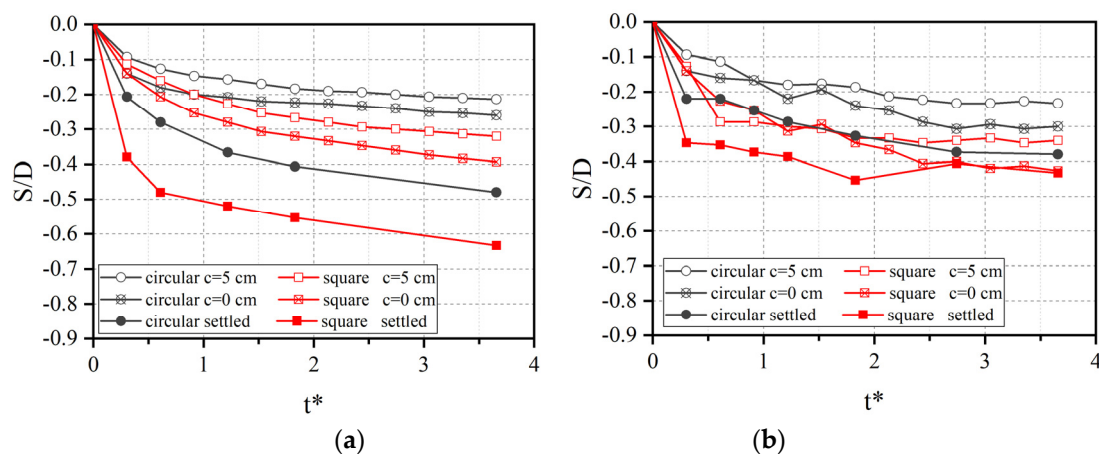 0.0
-0.1
-0.2
-0.3
-0.4
-0.5
-0.6
-0.7
-0.8
-0.9
S/D
circular c=5 cm
square c=5 cm
circular c=0 cm
square c=0 cm
circular settled
square settled
0 1 2 3 4
t*
(a)
0.0
-0.1
-0.2
-0.3
-0.4
-0.5
-0.6
-0.7
-0.8
-0.9
S/D
circular c=5 cm
square c=5 cm
circular c=0 cm
square c=0 cm
circular settled
square settled
0 1 2 3 4
t*
(b)